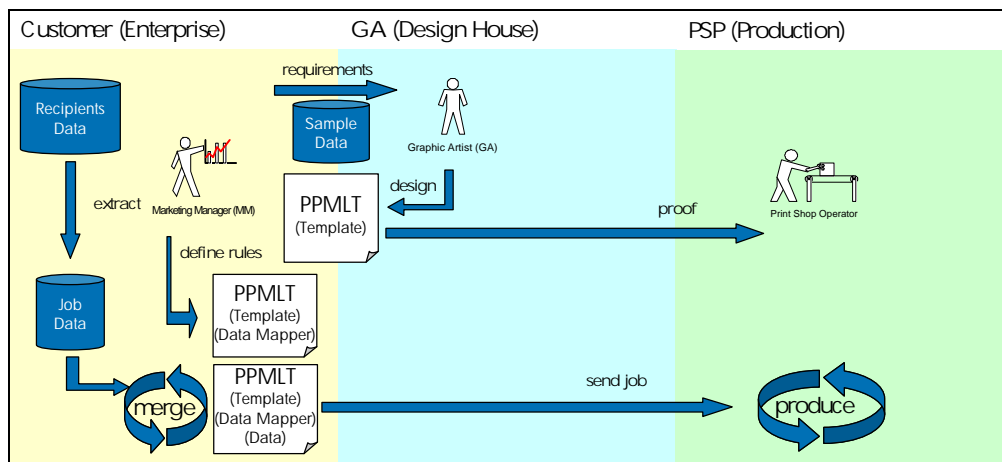 Customer (Enterprise)
GA (Design House)
PSP (Production)
requirements
Recipients
Data
Sample
Data
Graphic Artist (GA)
Marketing Manager (MM)
extract
design
PPMLT
(Template)
proof
Print Shop Operator
define rules
Job
Data
PPMLT
(Template)
(Data Mapper)
merge
PPMLT
(Template)
(Data Mapper)
(Data)
send job
produce